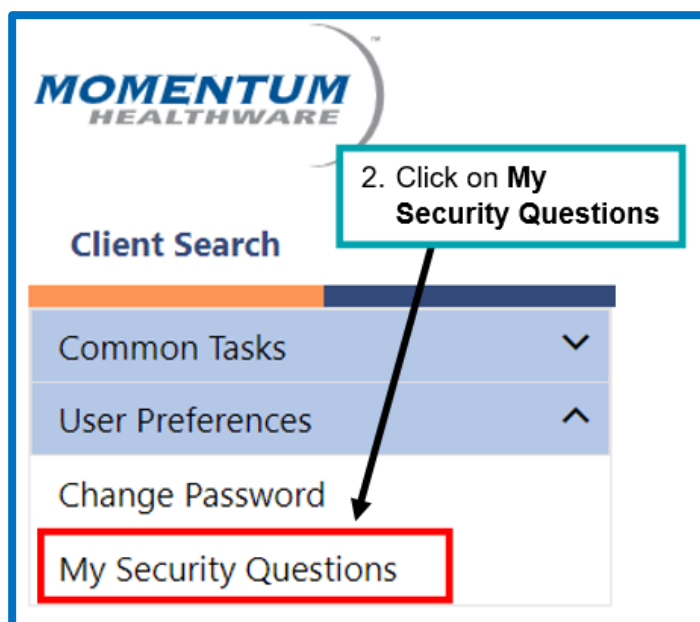 MOMENTUM
™
HEALTHWARE
2. Click on My
Security Questions
Client Search
Common Tasks
User Preferences
Change Password
My Security Questions